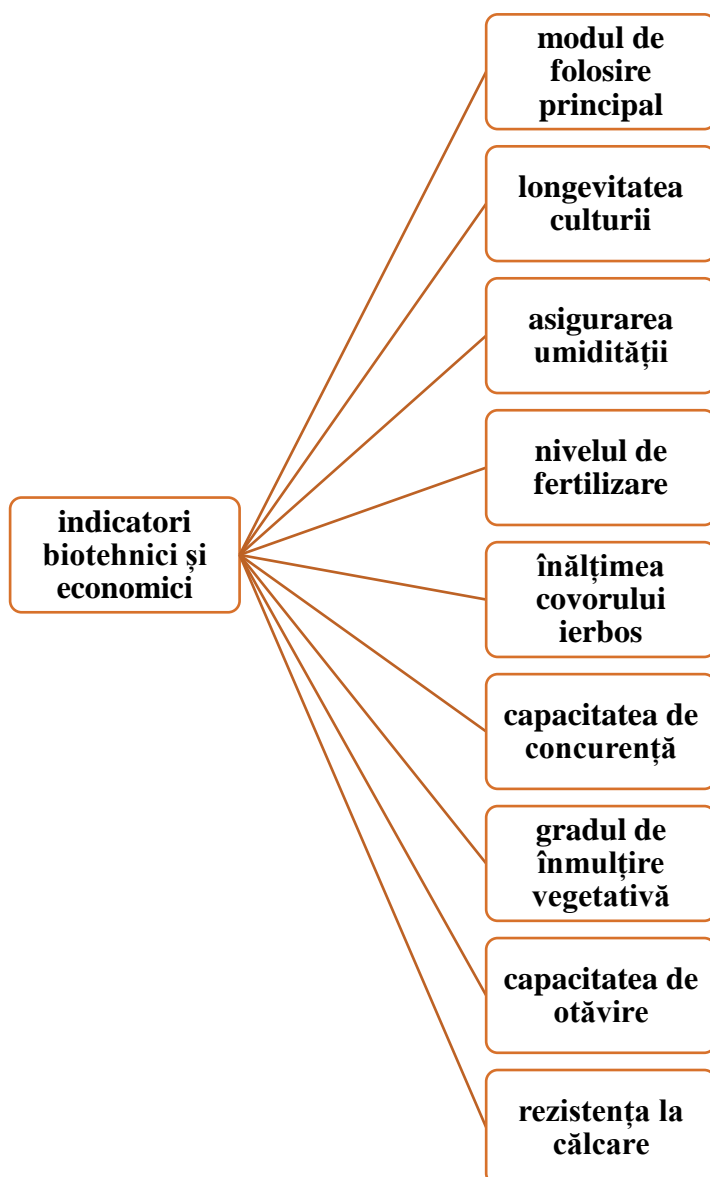 modul de
folosire
principal
longevitatea
culturii
asigurarea
umidității
nivelul de
fertilizare
indicatori
biotehnici și
economici
înălțimea
covorului
ierbos
capacitatea de
concurență
gradul de
înmulțire
vegetativă
capacitatea de
otăvire
rezistența la
călcare